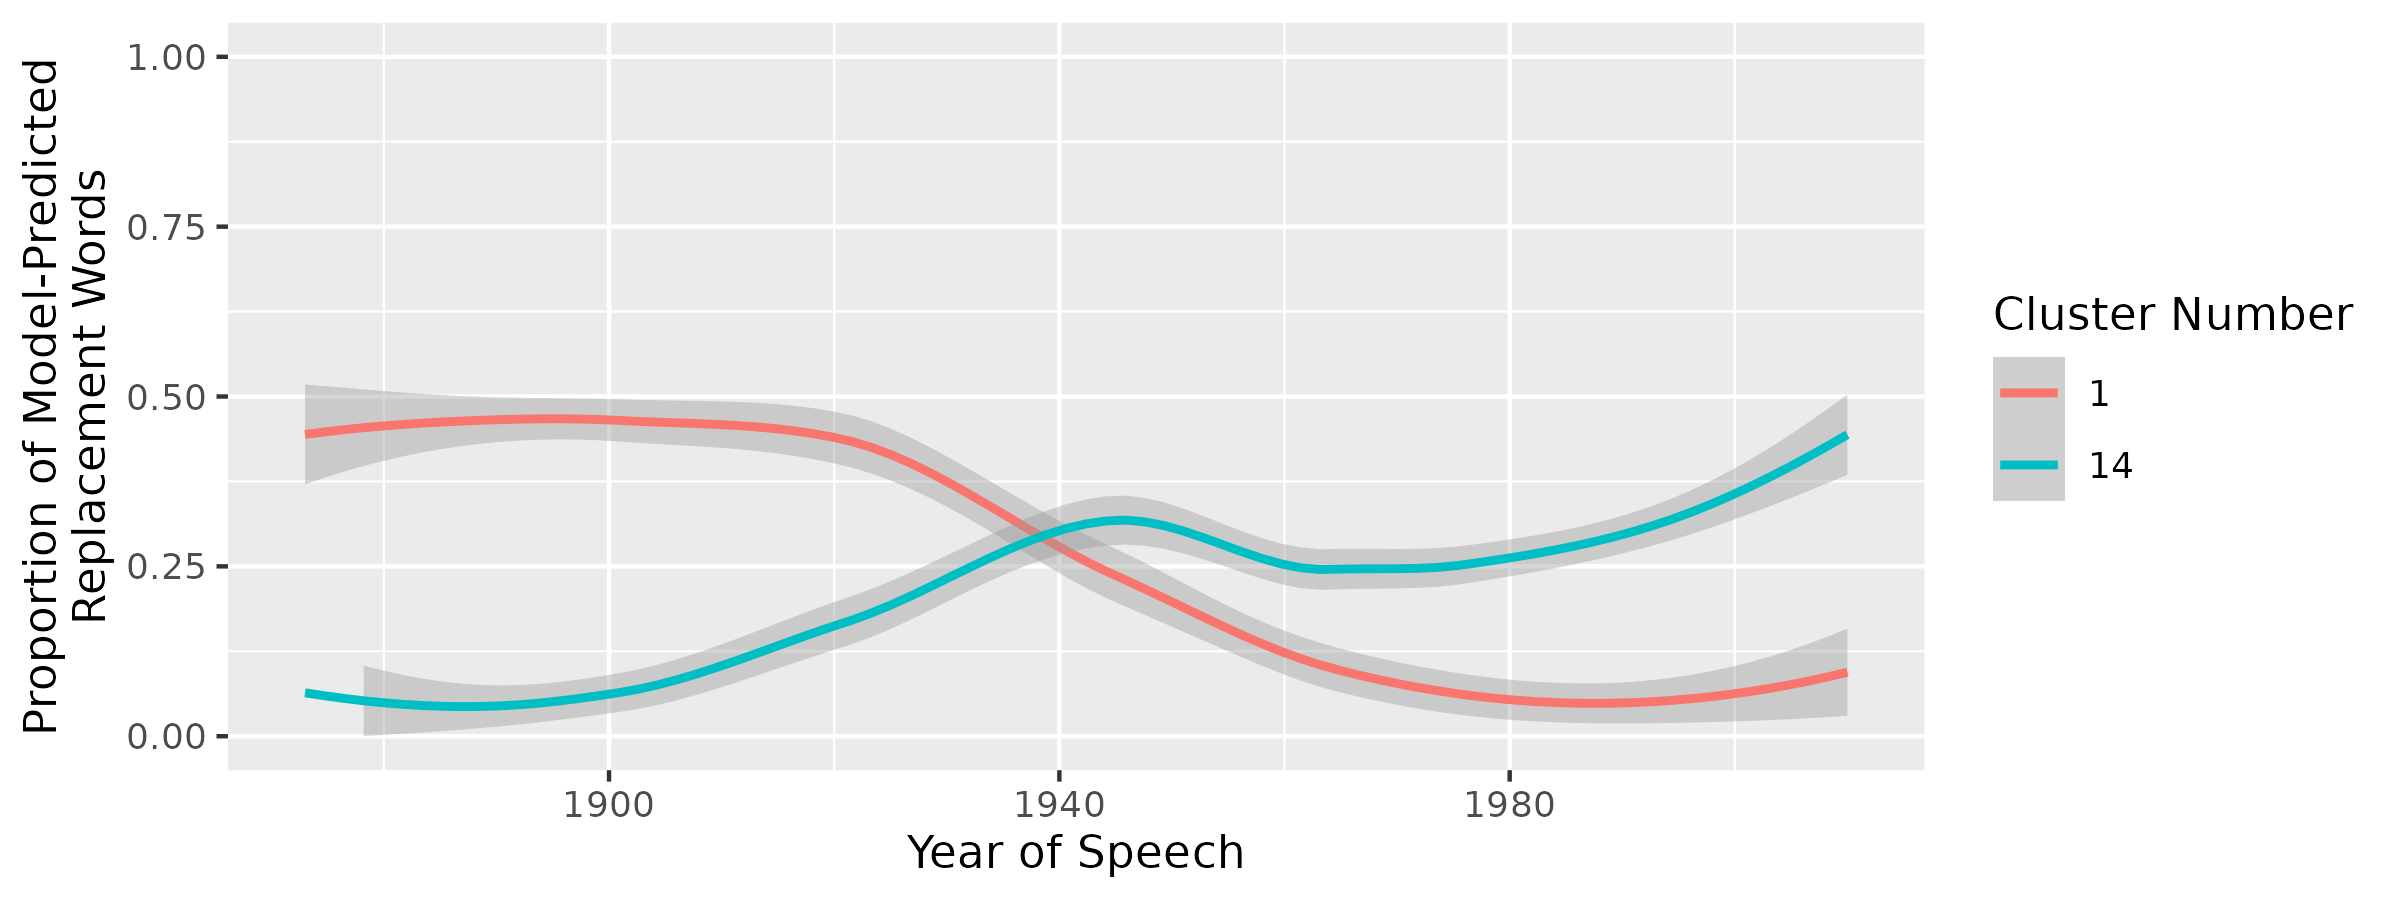 Proportion of Model-Predicted
Replacement Words
1.00
0.75
0.50
0.25
0.00
1900
1940
1980
Year of Speech
Cluster Number
1
14